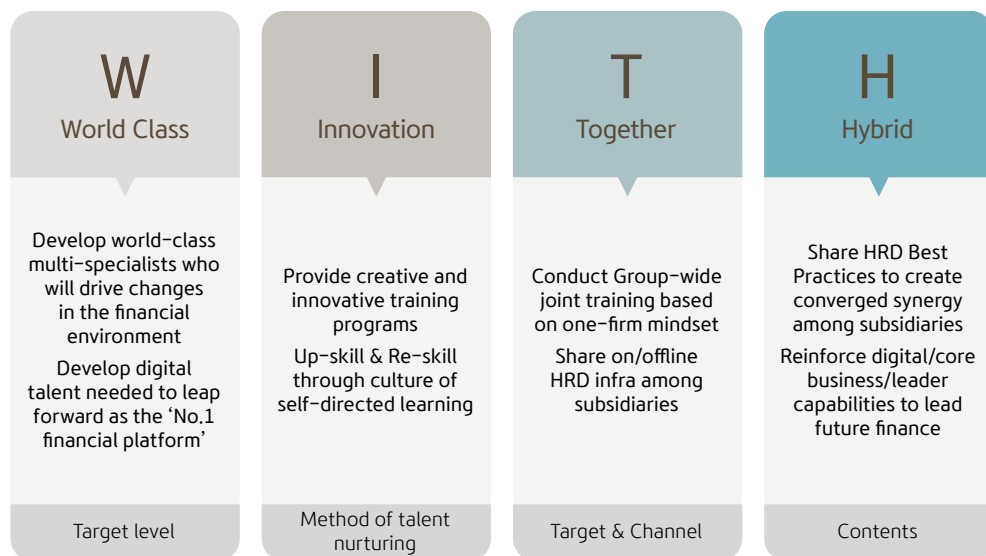 W
World Class
Develop world-class
multi-specialists who
will drive changes
in the financial
environment
Develop digital
talent needed to leap
forward as the ‘No.1
financial platform’
Target level
I
Innovation
Provide creative and
innovative training
programs
Up-skill & Re-skill
through culture of
self-directed learning
Method of talent
nurturing
T
Together
Conduct Group-wide
joint training based
on one-firm mindset
Share on/offline
HRD infra among
subsidiaries
Target & Channel
H
Hybrid
Share HRD Best
Practices to create
converged synergy
among subsidiaries
Reinforce digital/core
business/leader
capabilities to lead
future finance
Contents